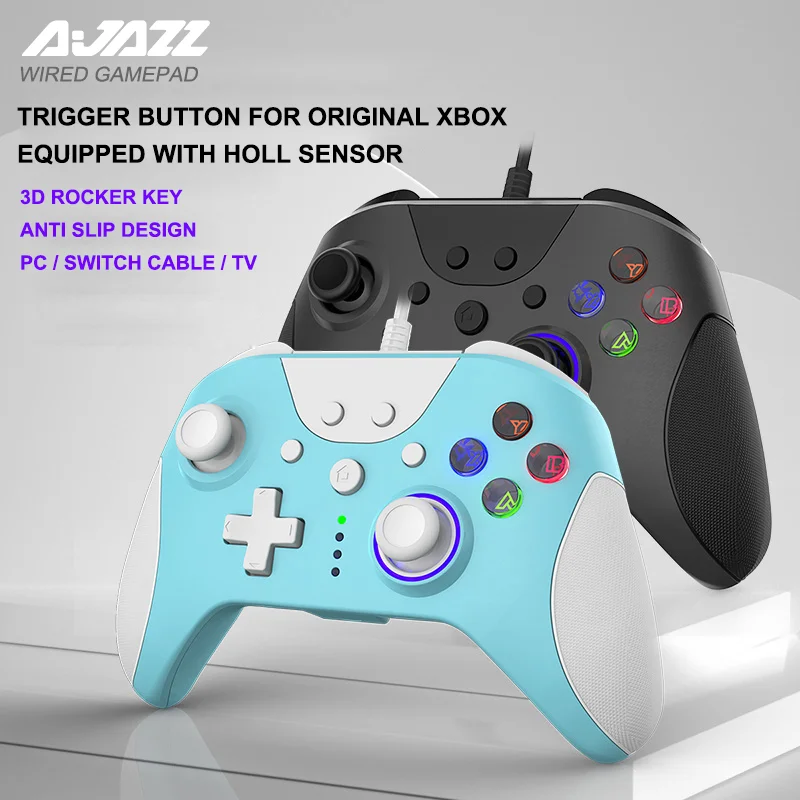 A·JAZZ
WIRED GAMEPAD
TRIGGER BUTTON FOR ORIGINAL XBOX
EQUIPPED WITH HOLL SENSOR
3D ROCKER KEY
ANTI SLIP DESIGN
PC / SWITCH CABLE / TV
Y
B
A
Y
B
A